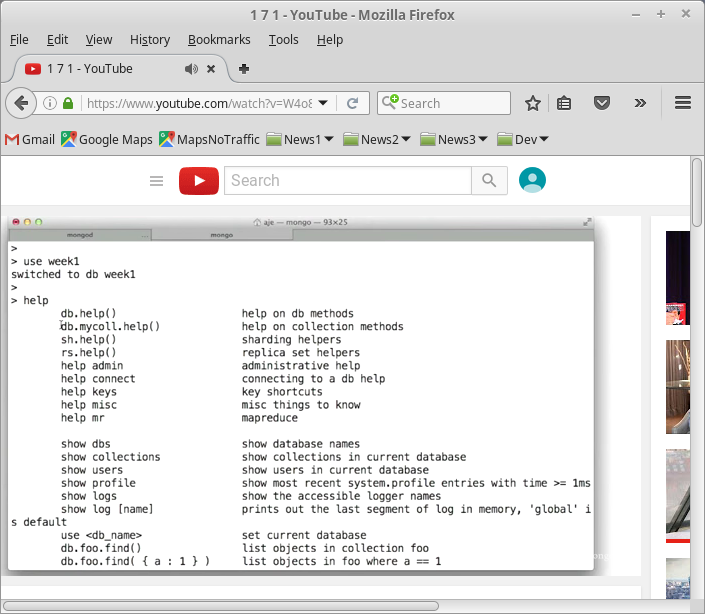 1 7 1 - YouTube - Mozilla Firefox
File Edit View History Bookmarks Tools Help
1 7 1 - YouTube
https://www.youtube.com/watch?v=W4o8
Search
Gmail Google Maps MapsNoTraffic News1 News2 News3 Dev
Search
aje — mongo — 93×25
mongod mongo
>
> use week1
switched to db week1
>
> help
db.help() help on db methods
db.mycoll.help() help on collection methods
sh.help() sharding helpers
rs.help() replica set helpers
help admin administrative help
help connect connecting to a db help
help keys key shortcuts
help misc misc things to know
help mr mapreduce
show dbs show database names
show collections show collections in current database
show users show users in current database
show profile show most recent system.profile entries with time >= 1ms
show logs show the accessible logger names
show log [name] prints out the last segment of log in memory, 'global' i
s default
use <db_name> set current database
db.foo.find() list objects in collection foo
db.foo.find( { a : 1 } ) list objects in foo where a == 1